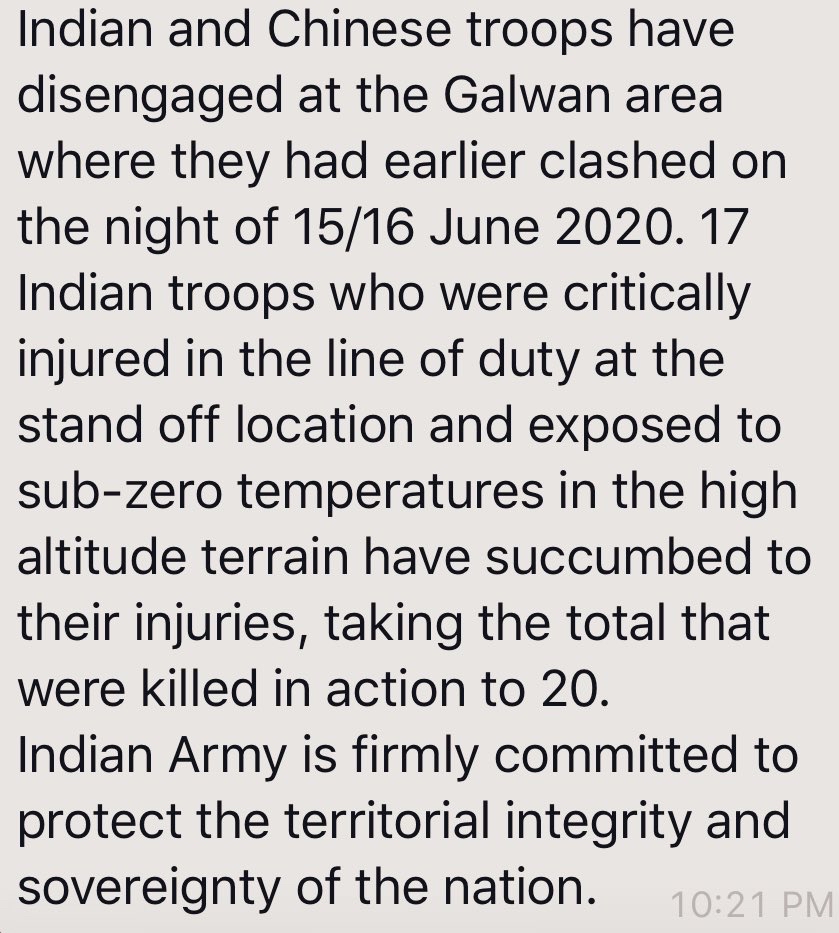 Indian and Chinese troops have
disengaged at the Galwan area
where they had earlier clashed on
the night of 15/16 June 2020. 17
Indian troops who were critically
injured in the line of duty at the
stand off location and exposed to
sub-zero temperatures in the high
altitude terrain have succumbed to
their injuries, taking the total that
were killed in action to 20.
Indian Army is firmly committed to
protect the territorial integrity and
sovereignty of the nation.
10:21 PM